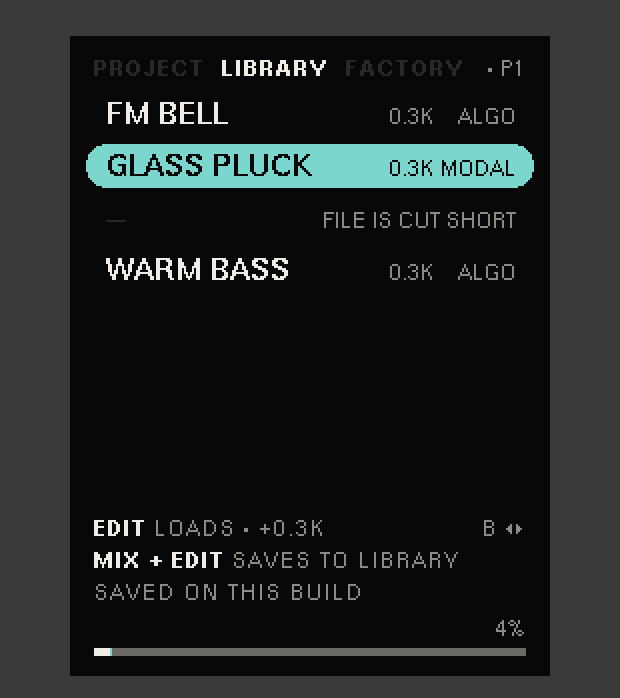 PROJECT LIBRARY FACTORY · P1
FM BELL 0.3K ALGO
GLASS PLUCK 0.3K MODAL
— FILE IS CUT SHORT
WARM BASS 0.3K ALGO
EDIT LOADS · +0.3K B ◂▸
MIX + EDIT SAVES TO LIBRARY
SAVED ON THIS BUILD
4%